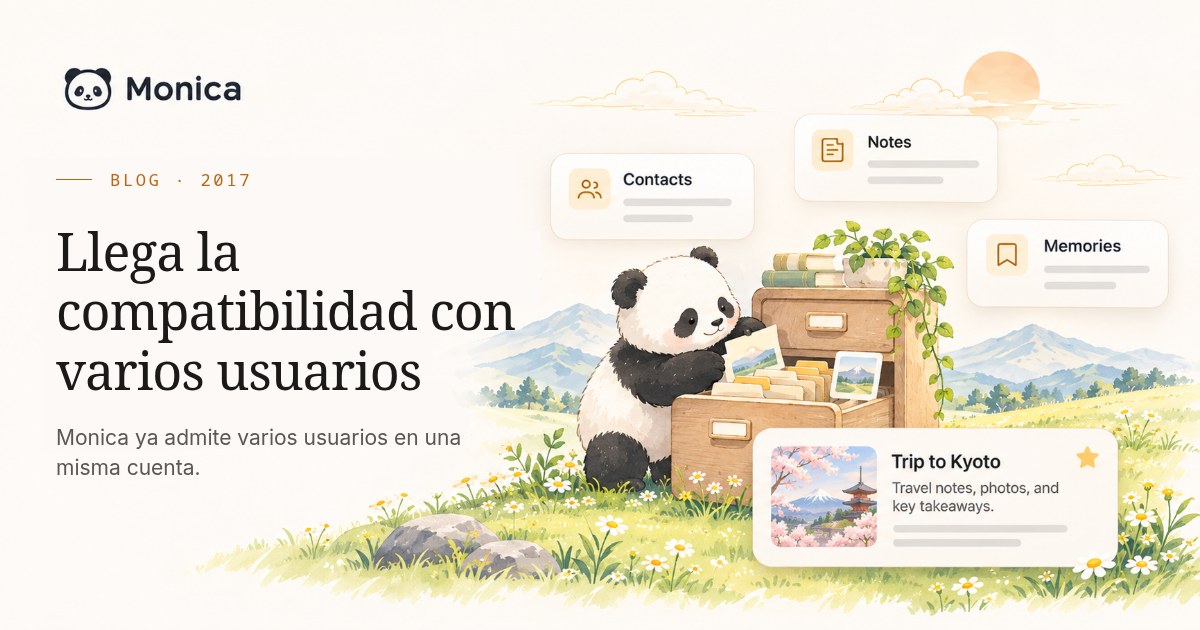 Monica
BLOG · 2017
Llega la
compatibilidad con
varios usuarios
Monica ya admite varios usuarios en una
misma cuenta.
Contacts
Notes
Memories
Trip to Kyoto
Travel notes, photos, and
key takeaways.